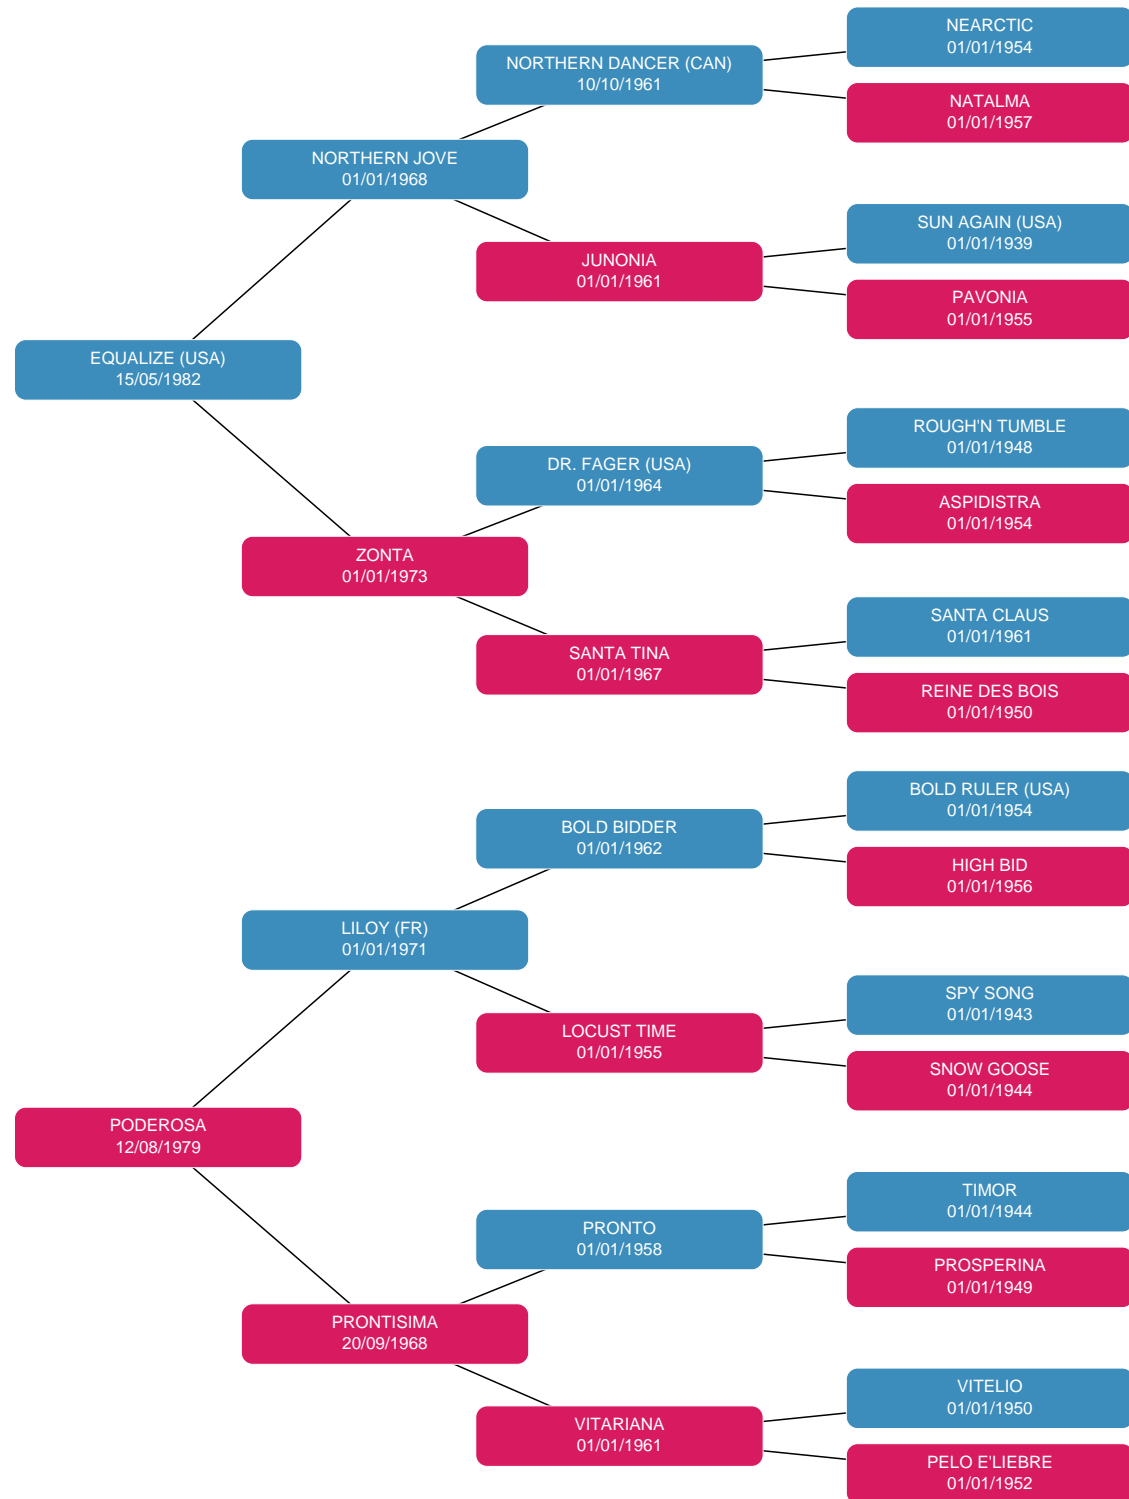 NEARCTIC
01/01/1954
NORTHERN DANCER (CAN)
10/10/1961
NATALMA
01/01/1957
NORTHERN JOVE
01/01/1968
SUN AGAIN (USA)
01/01/1939
JUNONIA
01/01/1961
PAVONIA
01/01/1955
EQUALIZE (USA)
15/05/1982
ROUGH'N TUMBLE
01/01/1948
DR. FAGER (USA)
01/01/1964
ASPIDISTRA
01/01/1954
ZONTA
01/01/1973
SANTA CLAUS
01/01/1961
SANTA TINA
01/01/1967
REINE DES BOIS
01/01/1950
BOLD RULER (USA)
01/01/1954
BOLD BIDDER
01/01/1962
HIGH BID
01/01/1956
LILOY (FR)
01/01/1971
SPY SONG
01/01/1943
LOCUST TIME
01/01/1955
SNOW GOOSE
01/01/1944
PODEROSA
12/08/1979
TIMOR
01/01/1944
PRONTO
01/01/1958
PROSPERINA
01/01/1949
PRONTISIMA
20/09/1968
VITELIO
01/01/1950
VITARIANA
01/01/1961
PELO E'LIEBRE
01/01/1952